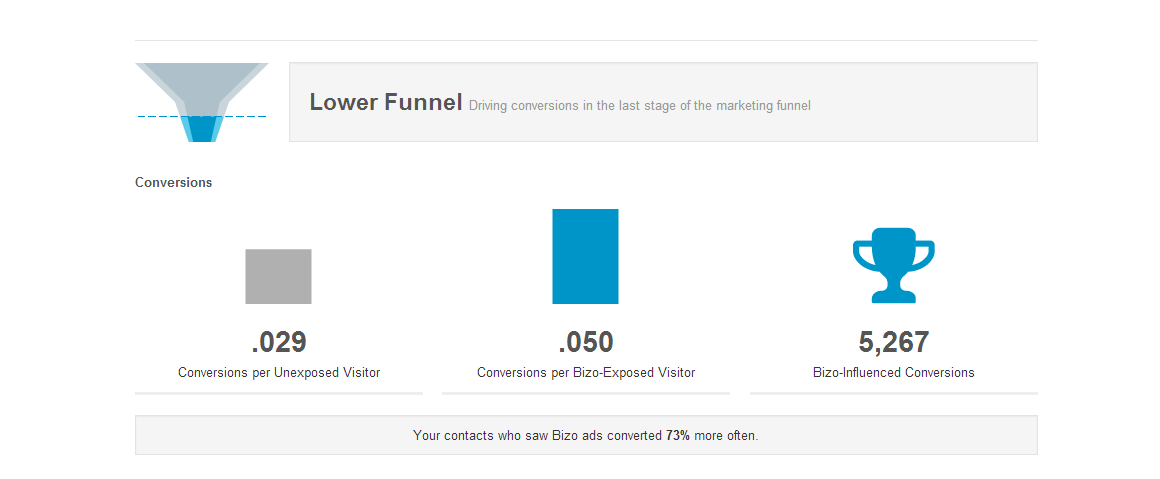 Lower Funnel Driving conversions in the last stage of the marketing funnel
Conversions
.029
Conversions per Unexposed Visitor
.050
Conversions per Bizo-Exposed Visitor
5,267
Bizo-Influenced Conversions
Your contacts who saw Bizo ads converted 73% more often.